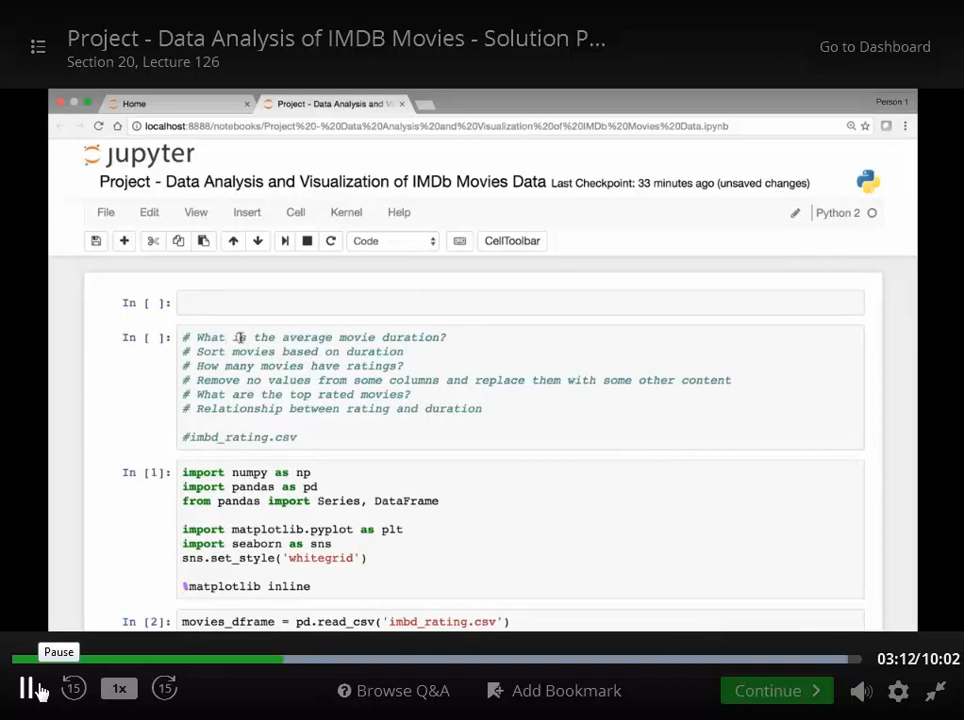 Project - Data Analysis of IMDB Movies - Solution P...
Go to Dashboard
Section 20, Lecture 126
Home
Project - Data Analysis and Vi
Person 1
localhost:8888/notebooks/Project%20-%20Data%20Analysis%20and%20Visualization%20of%20IMDb%20Movies%20Data.ipynb
jupyter
Project - Data Analysis and Visualization of IMDb Movies Data Last Checkpoint: 33 minutes ago (unsaved changes)
File Edit View Insert Cell Kernel Help
Python 2
Code
CellToolbar
In [ ]:
In [ ]:
# What is the average movie duration?
# Sort movies based on duration
# How many movies have ratings?
# Remove no values from some columns and replace them with some other content
# What are the top rated movies?
# Relationship between rating and duration
#imbd_rating.csv
In [1]:
import numpy as np
import pandas as pd
from pandas import Series, DataFrame
import matplotlib.pyplot as plt
import seaborn as sns
sns.set_style('whitegrid')
%matplotlib inline
In [2]:
movies_dframe = pd.read_csv('imbd_rating.csv')
Pause
03:12/10:02
15
1x
15
Browse Q&A
Add Bookmark
Continue